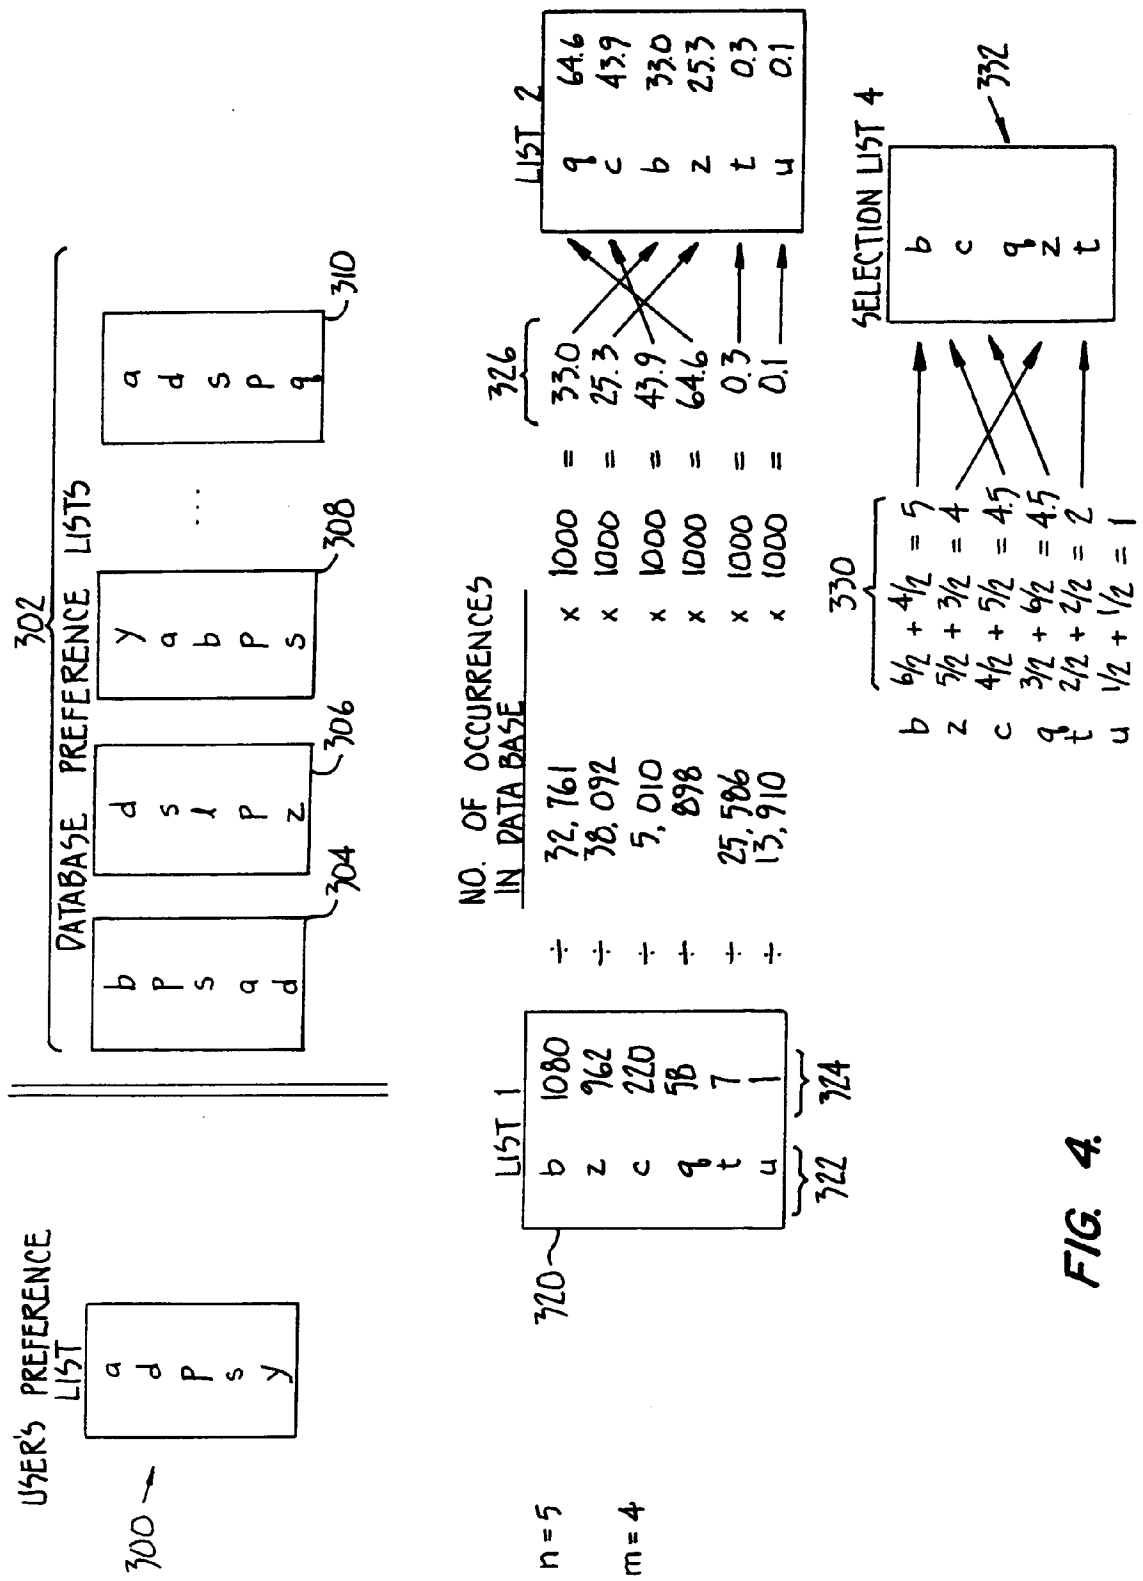 USER'S PREFERENCE
LIST
a
d
p
s
y
300
302
DATABASE PREFERENCE LISTS
b
p
s
a
d
304
d
s
l
p
z
306
y
a
b
p
s
308
...
a
d
s
p
q
310
n=5
m=4
LIST 1
NO. OF OCCURRENCES
IN DATABASE
326
LIST 2
b 1080 ÷ 32,761 x 1000 = 33.0 q 64.6
z 962 ÷ 38,092 x 1000 = 25.3 c 43.9
c 220 ÷ 5,010 x 1000 = 43.9 b 33.0
q 58 ÷ 898 x 1000 = 64.6 z 25.3
t 7 ÷ 25,586 x 1000 = 0.3 t 0.3
u 1 ÷ 13,910 x 1000 = 0.1 u 0.1
320
322
324
330
b 6/2 + 4/2 = 5
z 5/2 + 3/2 = 4
c 4/2 + 5/2 = 4.5
q 3/2 + 6/2 = 4.5
t 2/2 + 2/2 = 2
u 1/2 + 1/2 = 1
SELECTION LIST 4
b
c
q
z
t
332
FIG. 4.